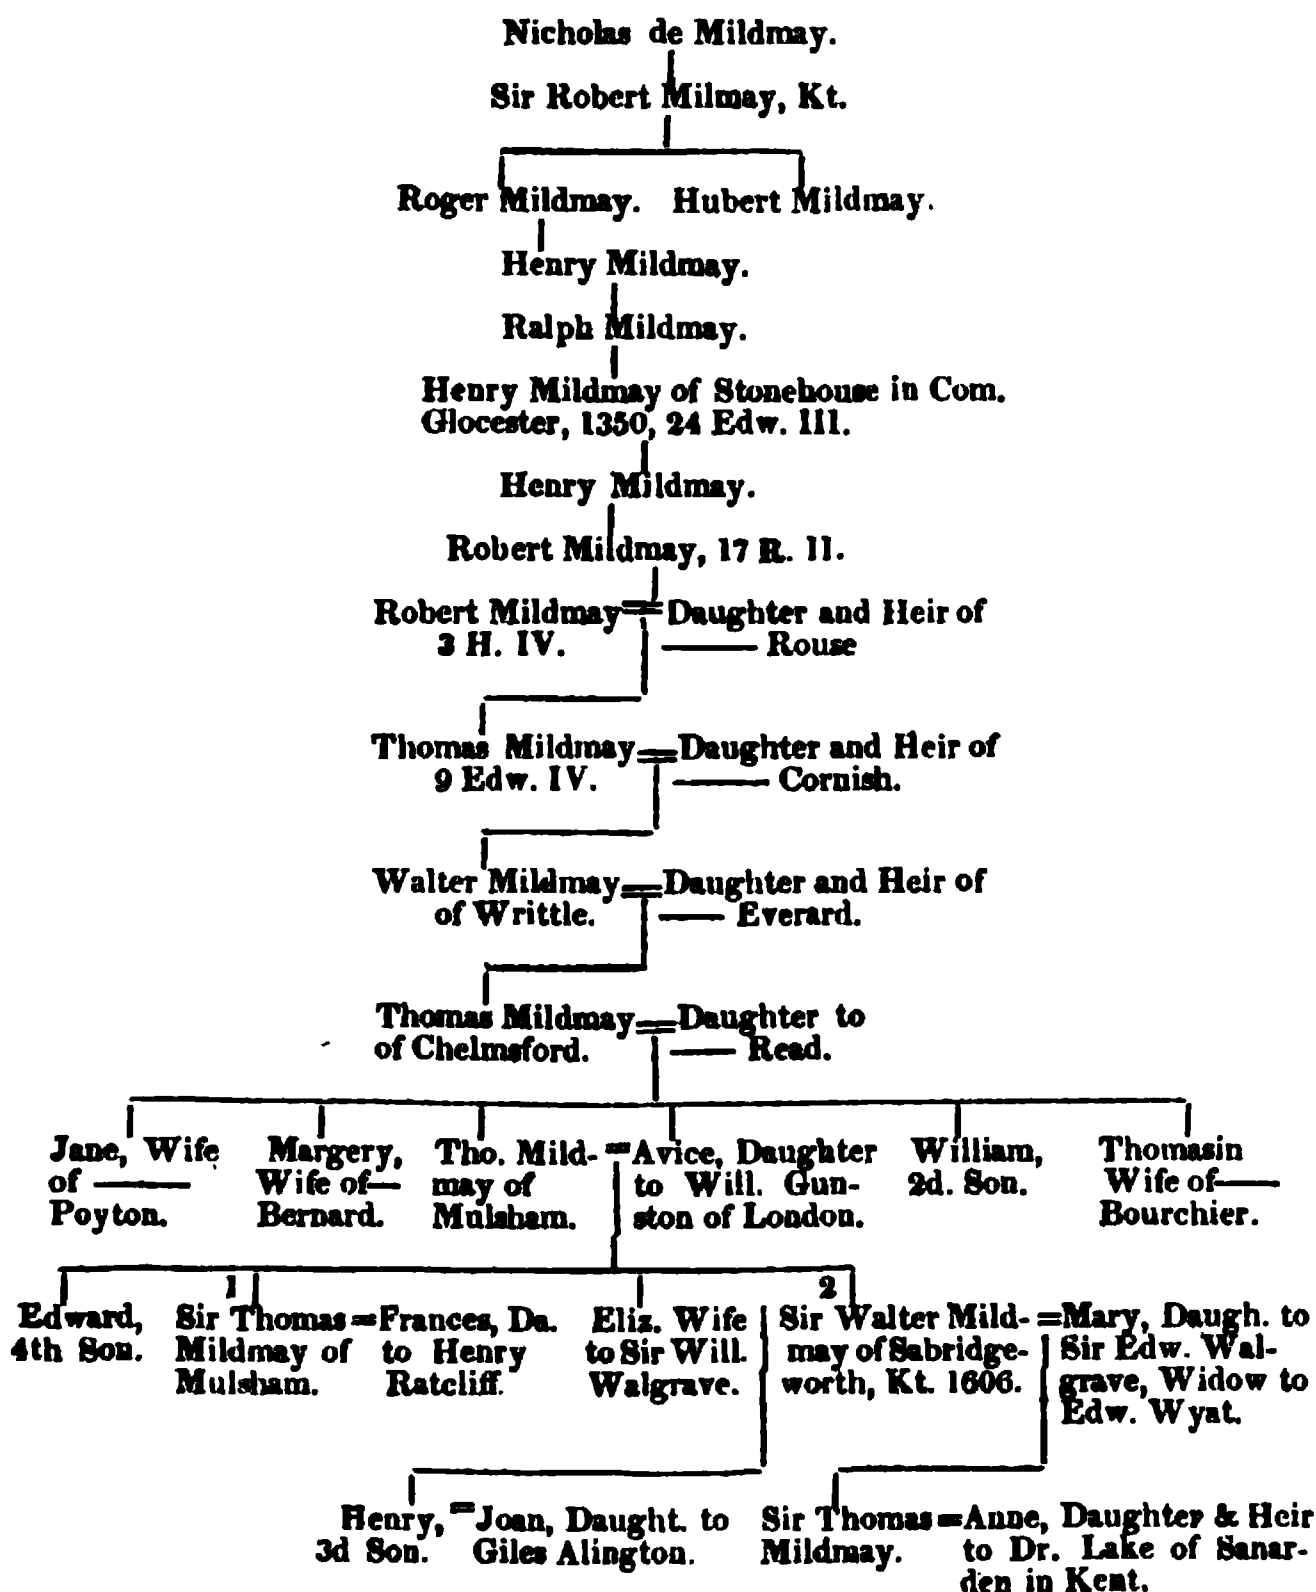 Nicholas de Mildmay.
Sir Robert Milmay, Kt.
Roger Mildmay. Hubert Mildmay.
Henry Mildmay.
Ralph Mildmay.
Henry Mildmay of Stonehouse in Com.
Glocester, 1350, 24 Edw. III.
Henry Mildmay.
Robert Mildmay, 17 R. II.
Robert Mildmay = Daughter and Heir of
3 H. IV. —— Rouse
Thomas Mildmay = Daughter and Heir of
9 Edw. IV. —— Cornish.
Walter Mildmay = Daughter and Heir of
of Writtle. —— Everard.
Thomas Mildmay = Daughter to
of Chelmsford. —— Read.
Jane, Wife
of ——
Poyton.
Margery,
Wife of——
Bernard.
Tho. Mild-
may of
Mulsham.
= Avice, Daughter
to Will. Gun-
ston of London.
William,
2d. Son.
Thomasin
Wife of——
Bourchier.
Edward,
4th Son.
1
Sir Thomas =
Mildmay of
Mulsham.
Frances, Da.
to Henry
Ratcliff.
Eliz. Wife
to Sir Will.
Walgrave.
2
Sir Walter Mild-
may of Sabridge-
worth, Kt. 1606.
= Mary, Daugh. to
Sir Edw. Wal-
grave, Widow to
Edw. Wyat.
Henry, =
3d Son.
Joan, Daught. to
Giles Alington.
Sir Thomas =
Mildmay.
Anne, Daughter & Heir
to Dr. Lake of Sanar-
den in Kent.